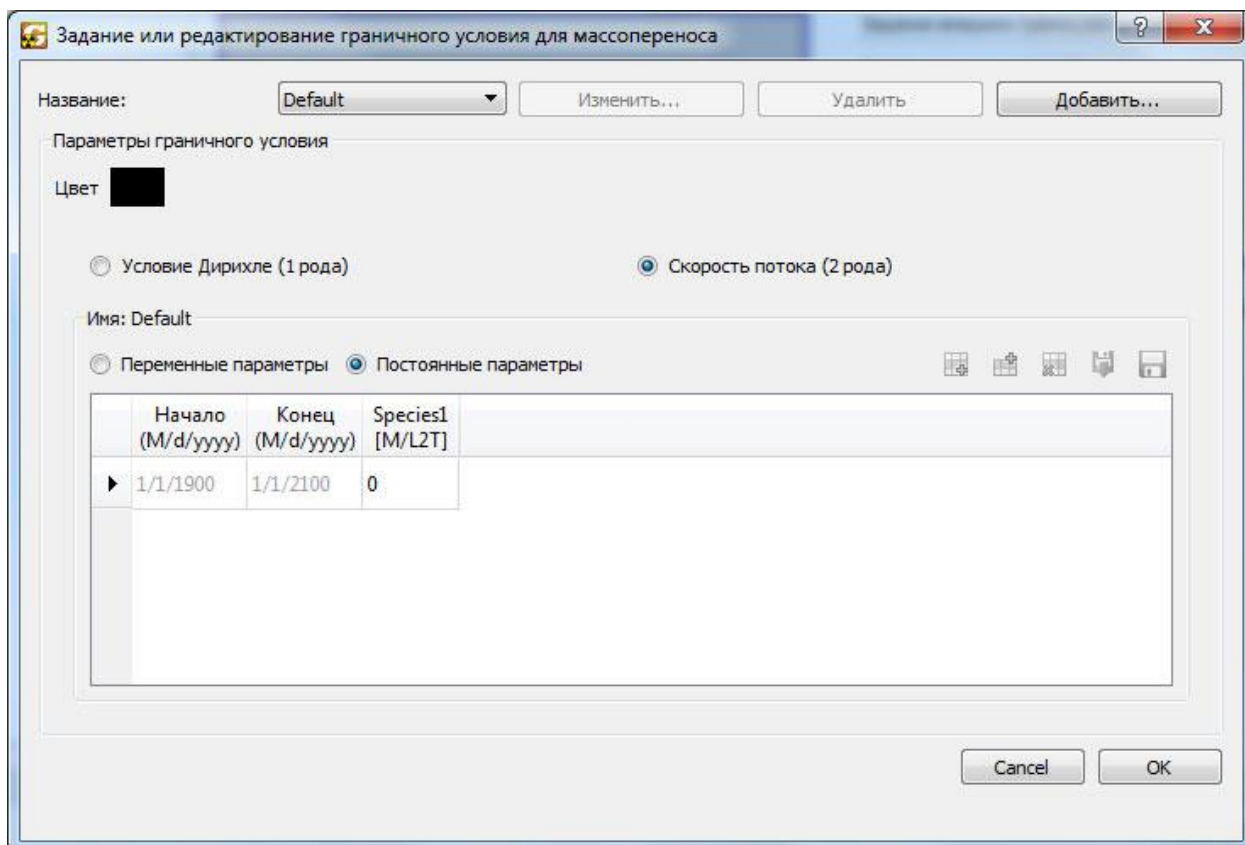 Задание или редактирование граничного условия для массопереноса
Название: Default Изменить... Удалить Добавить...
Параметры граничного условия
Цвет
Условие Дирихле (1 рода) Скорость потока (2 рода)
Имя: Default
Переменные параметры Постоянные параметры
Начало Конец Species1
(M/d/yyyy) (M/d/yyyy) [M/L2T]
1/1/1900 1/1/2100 0
Cancel OK